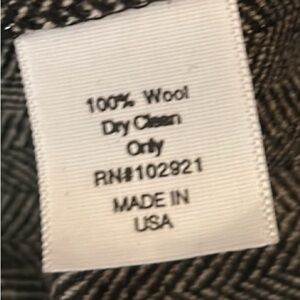 100% Wool
Dry Clean
Only
RN#102921
MADE IN
USA